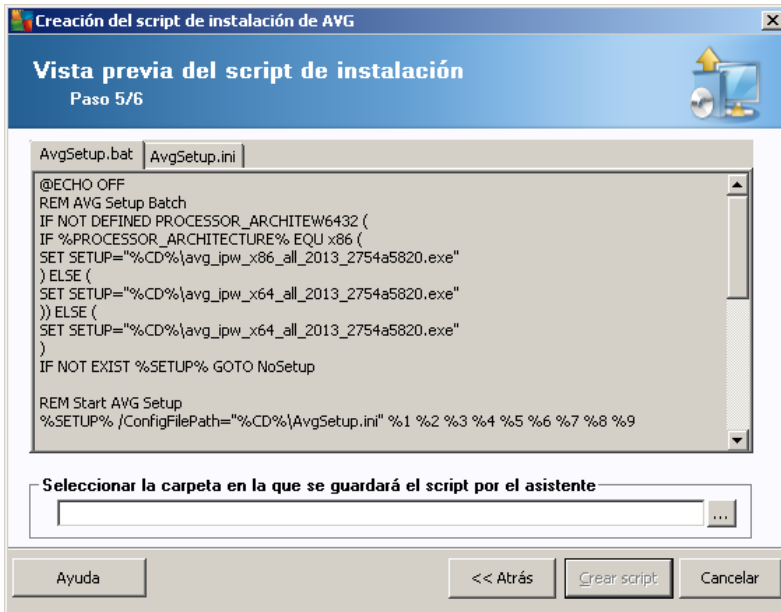 Creación del script de instalación de AVG
Vista previa del script de instalación
Paso 5/6
AvgSetup.bat AvgSetup.ini
@ECHO OFF
REM AVG Setup Batch
IF NOT DEFINED PROCESSOR_ARCHITEW6432 (
IF %PROCESSOR_ARCHITECTURE% EQU x86 (
SET SETUP="%CD%\avg_ipw_x86_all_2013_2754a5820.exe"
) ELSE (
SET SETUP="%CD%\avg_ipw_x64_all_2013_2754a5820.exe"
)) ELSE (
SET SETUP="%CD%\avg_ipw_x64_all_2013_2754a5820.exe"
)
IF NOT EXIST %SETUP% GOTO NoSetup
REM Start AVG Setup
%SETUP% /ConfigFilePath="%CD%\AvgSetup.ini" %1 %2 %3 %4 %5 %6 %7 %8 %9
Seleccionar la carpeta en la que se guardará el script por el asistente
...
Ayuda << Atrás Crear script Cancelar